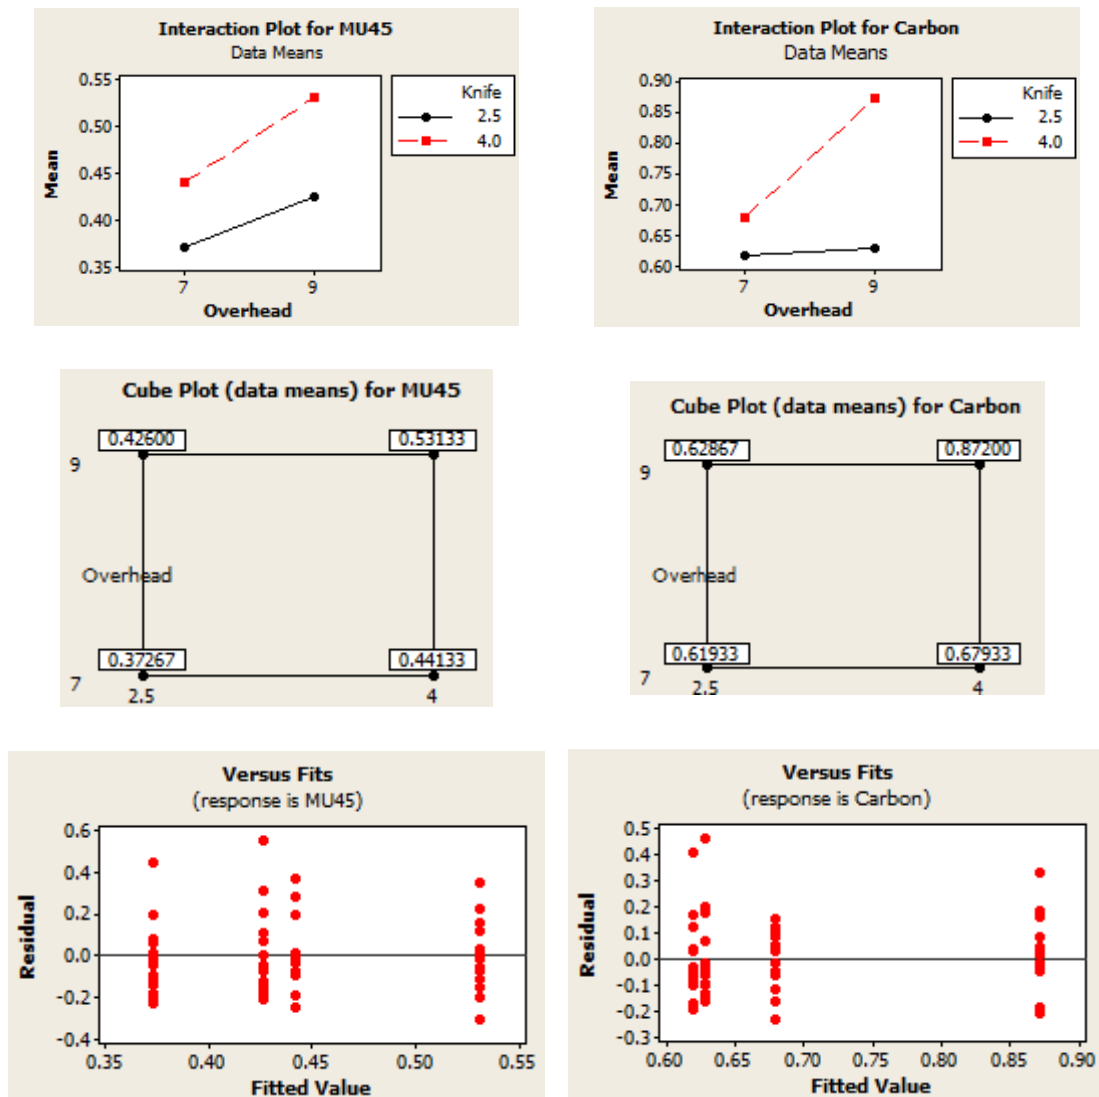 Interaction Plot for MU45
Data Means
0.55
0.50
0.45
0.40
0.35
Mean
7 9
Overhead
Knife
2.5
4.0
Interaction Plot for Carbon
Data Means
0.90
0.85
0.80
0.75
0.70
0.65
0.60
Mean
7 9
Overhead
Knife
2.5
4.0
Cube Plot (data means) for MU45
0.42600 0.53133
9
Overhead
0.37267 0.44133
7
2.5 4
Cube Plot (data means) for Carbon
0.62867 0.87200
9
Overhead
0.61933 0.67933
7
2.5 4
Versus Fits
(response is MU45)
0.6
0.4
0.2
0.0
-0.2
-0.4
Residual
0.35 0.40 0.45 0.50 0.55
Fitted Value
Versus Fits
(response is Carbon)
0.5
0.4
0.3
0.2
0.1
0.0
-0.1
-0.2
-0.3
Residual
0.60 0.65 0.70 0.75 0.80 0.85 0.90
Fitted Value